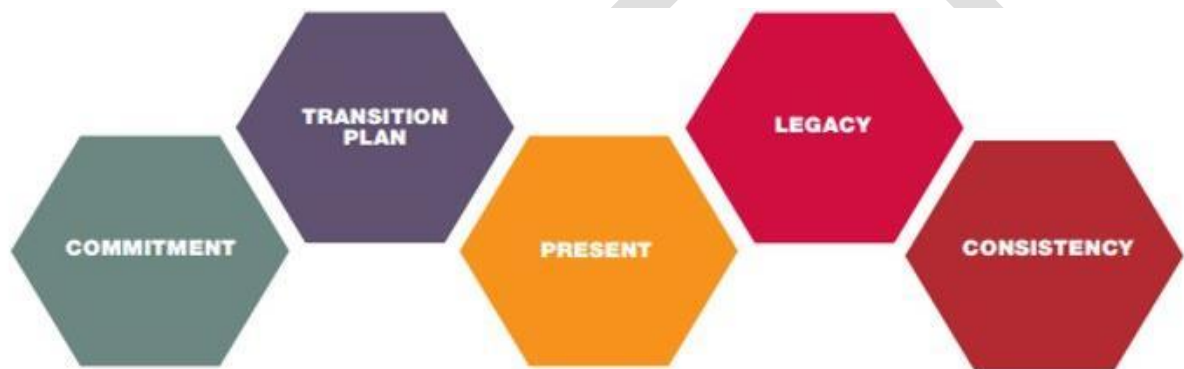 COMMITMENT
TRANSITION
PLAN
PRESENT
LEGACY
CONSISTENCY